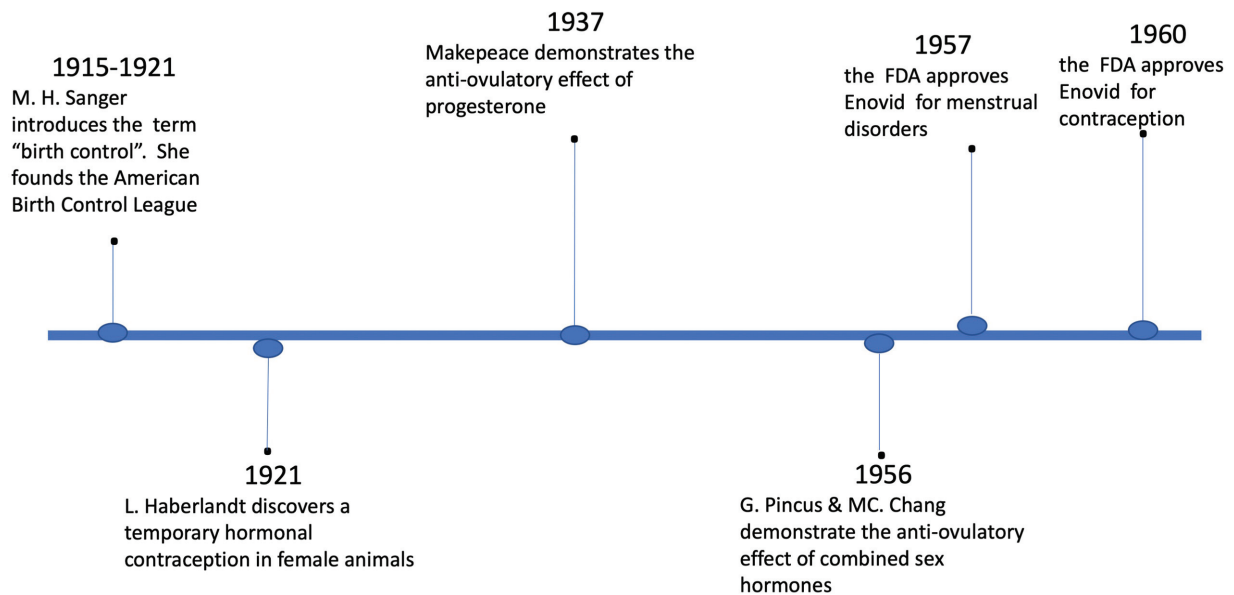 1915-1921
M. H. Sanger
introduces the term
“birth control”. She
founds the American
Birth Control League
1921
L. Haberlandt discovers a
temporary hormonal
contraception in female animals
1937
Makepeace demonstrates the
anti-ovulatory effect of
progesterone
1956
G. Pincus & MC. Chang
demonstrate the anti-ovulatory
effect of combined sex
hormones
1957
the FDA approves
Enovid for menstrual
disorders
1960
the FDA approves
Enovid for
contraception